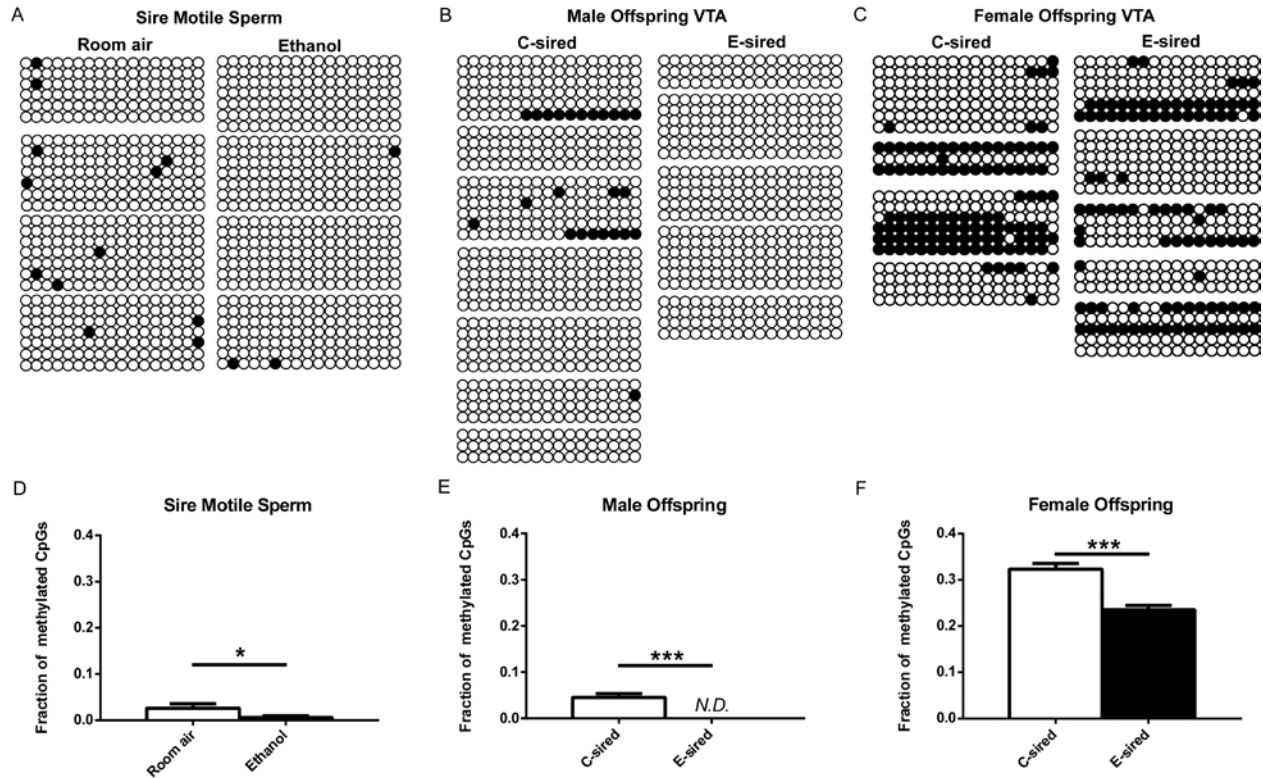 A
Sire Motile Sperm
Room air
Ethanol
B
Male Offspring VTA
C-sired
E-sired
C
Female Offspring VTA
C-sired
E-sired
D
Sire Motile Sperm
Fraction of methylated CpGs
0.4
0.3
0.2
0.1
0.0
*
Room air
Ethanol
E
Male Offspring
Fraction of methylated CpGs
0.4
0.3
0.2
0.1
0.0
***
N.D.
C-sired
E-sired
F
Female Offspring
Fraction of methylated CpGs
0.4
0.3
0.2
0.1
0.0
***
C-sired
E-sired